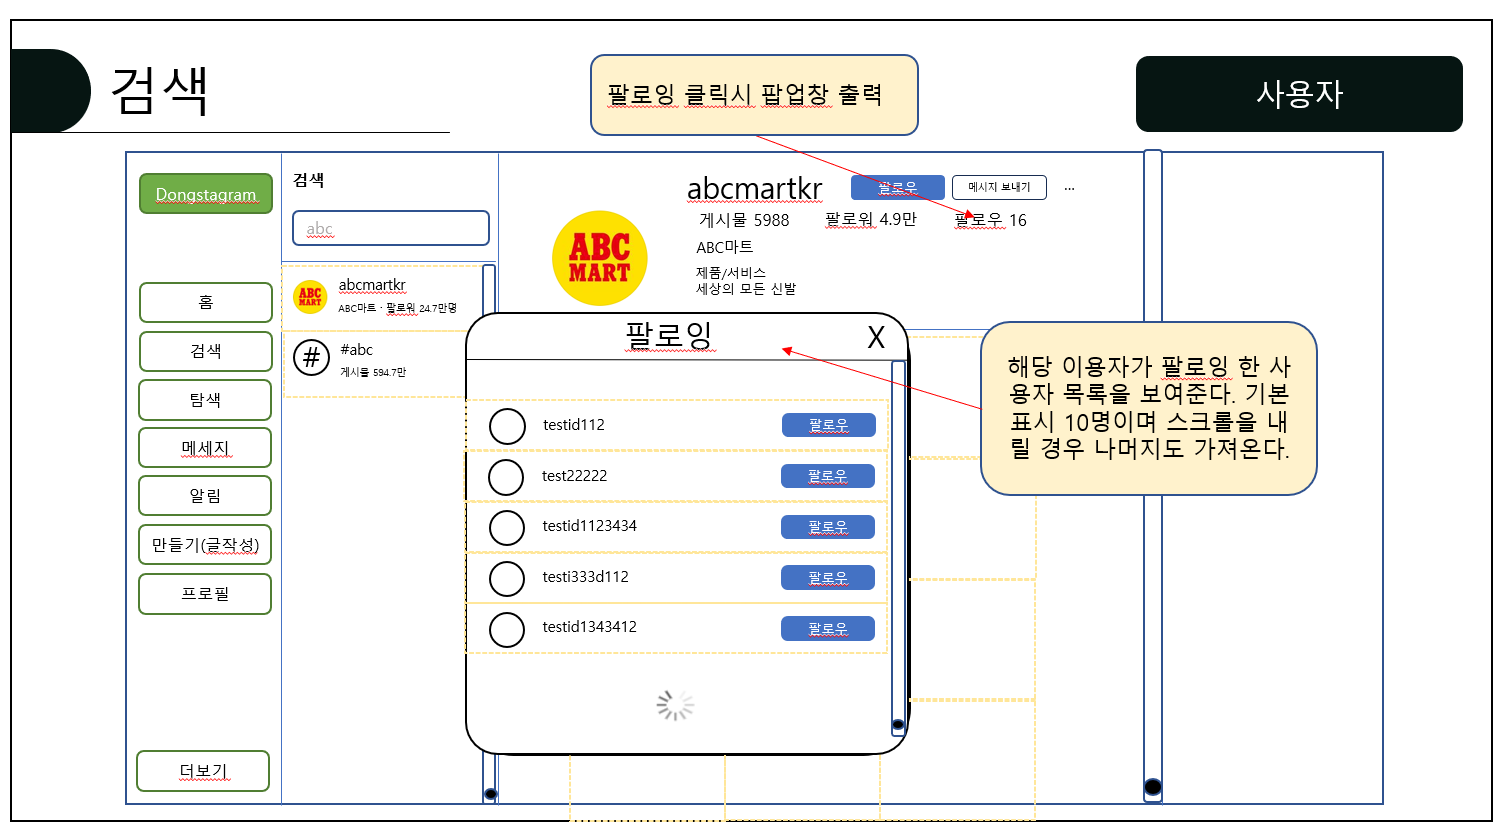 검색
팔로잉 클릭시 팝업창 출력
사용자
Dongstagram
홈
검색
탐색
메세지
알림
만들기(글작성)
프로필
더보기
검색
abc
ABC
MART
abcmartkr
ABC마트 · 팔로워 24.7만명
#
#abc
게시물 594.7만
ABC
MART
abcmartkr
팔로우
메시지 보내기
...
게시물 5988
팔로워 4.9만
팔로우 16
ABC마트
제품/서비스
세상의 모든 신발
팔로잉
X
testid112
팔로우
test22222
팔로우
testid1123434
팔로우
testi333d112
팔로우
testid1343412
팔로우
해당 이용자가 팔로잉 한 사
용자 목록을 보여준다. 기본
표시 10명이며 스크롤을 내
릴 경우 나머지도 가져온다.